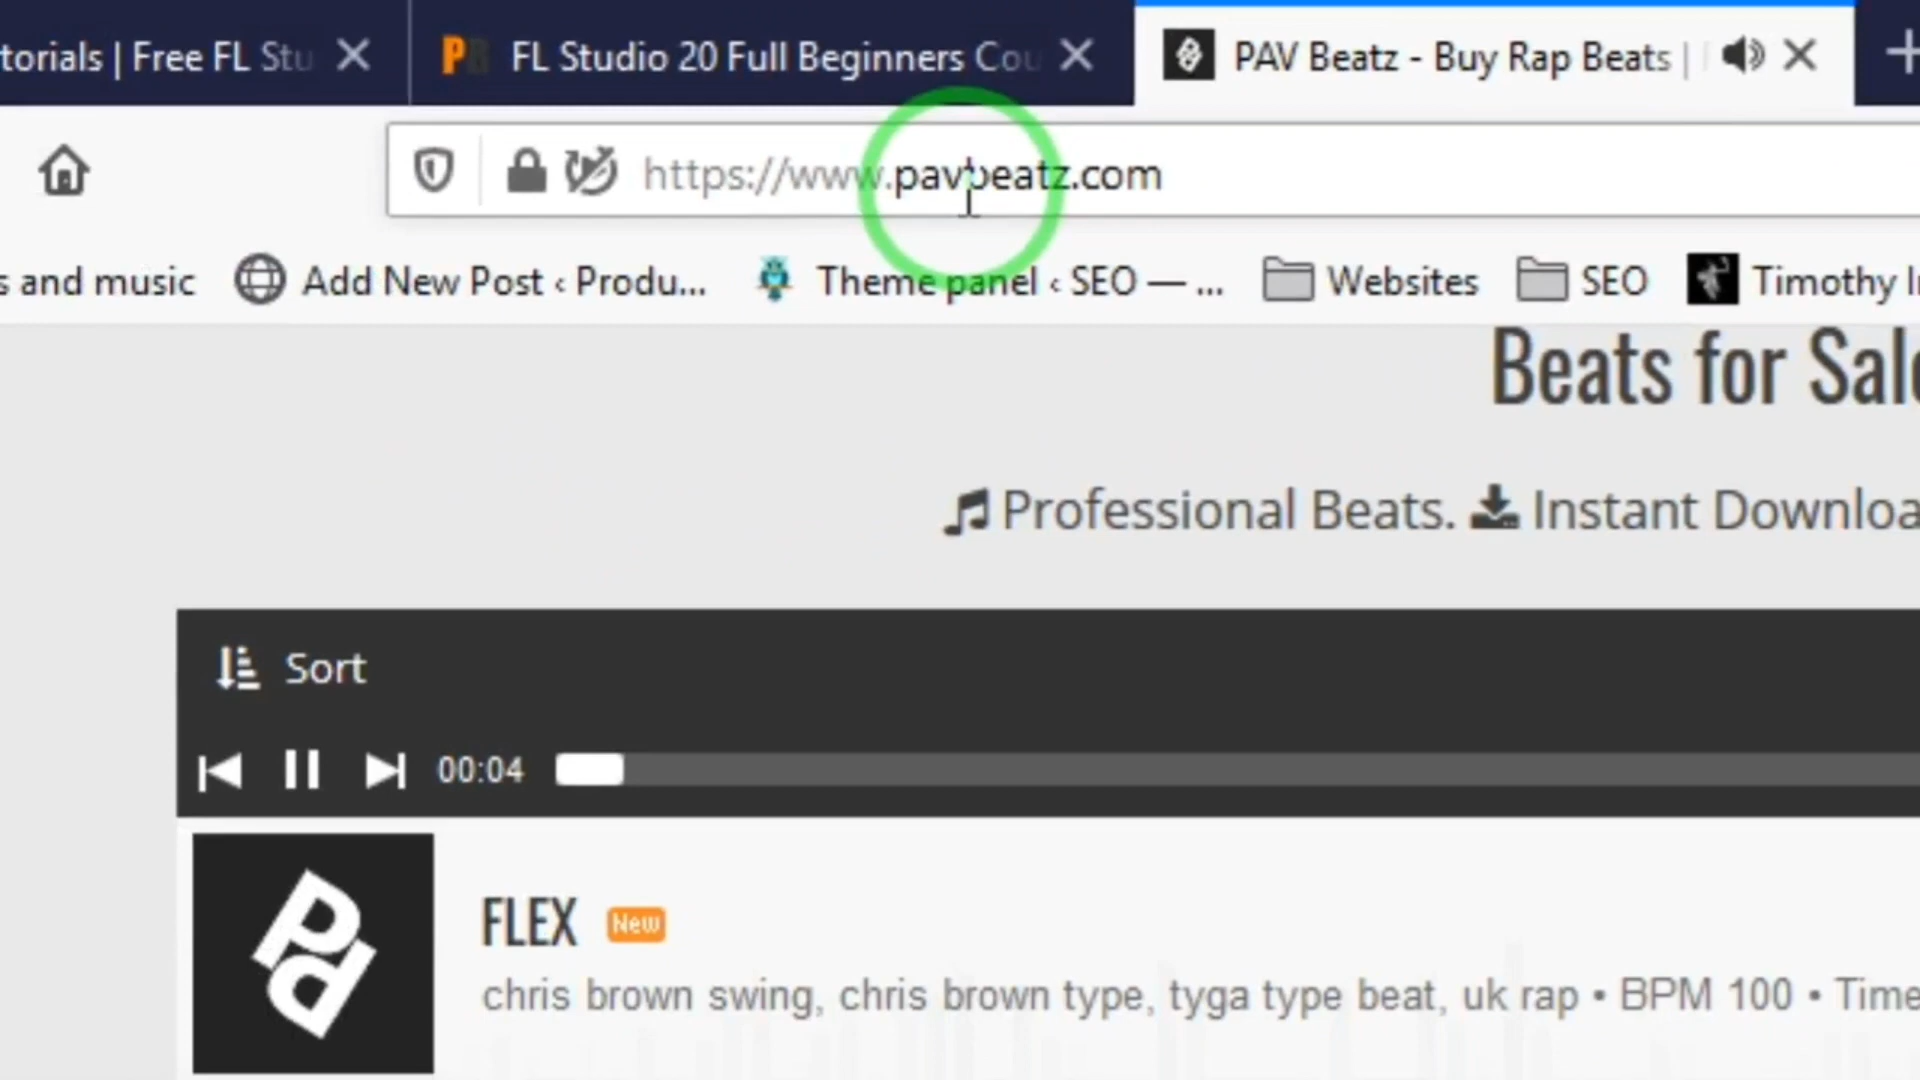 torials | Free FL Stu
FL Studio 20 Full Beginners Cou
PAV Beatz - Buy Rap Beats |
https://www.pavbeatz.com
s and music
Add New Post ‹ Produ...
Theme panel ‹ SEO — ...
Websites
SEO
Timothy I
Beats for Sale
Professional Beats. Instant Downloa
Sort
00:04
FLEX New
chris brown swing, chris brown type, tyga type beat, uk rap • BPM 100 • Time